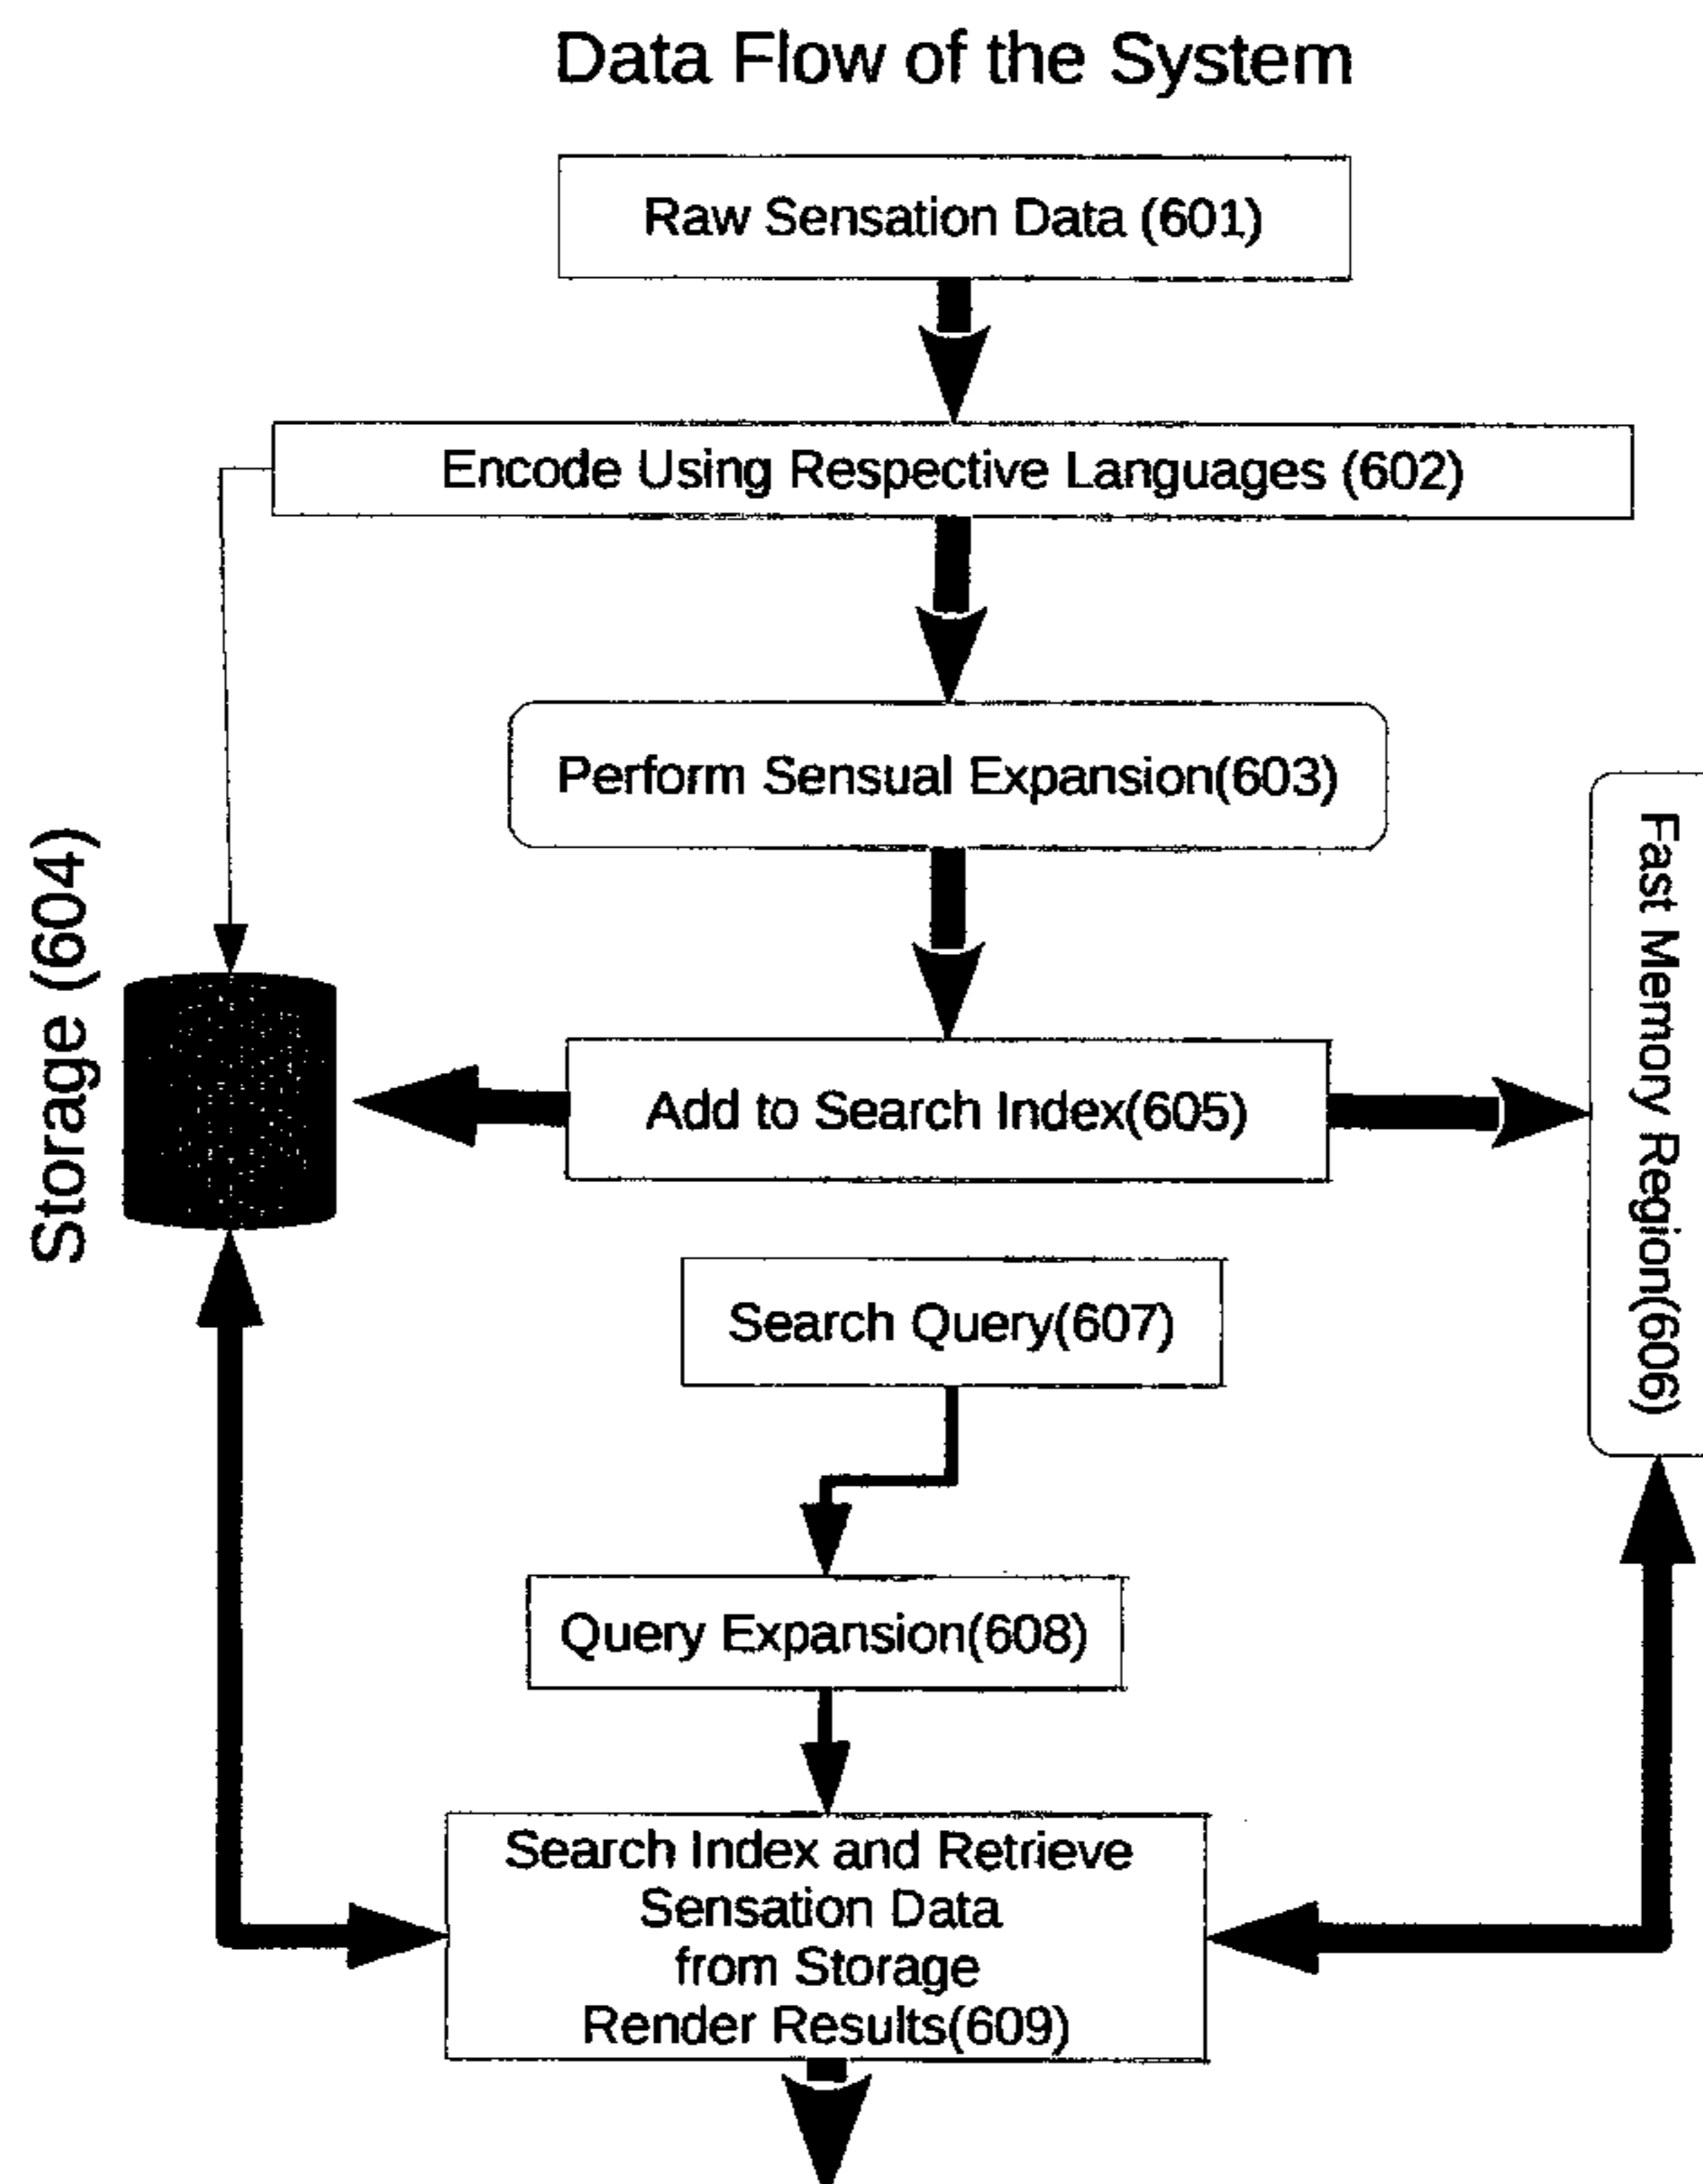 Data Flow of the System
Raw Sensation Data (601)
Encode Using Respective Languages (602)
Perform Sensual Expansion(603)
Storage (604)
Add to Search Index(605)
Fast Memory Region(606)
Search Query(607)
Query Expansion(608)
Search Index and Retrieve
Sensation Data
from Storage
Render Results(609)